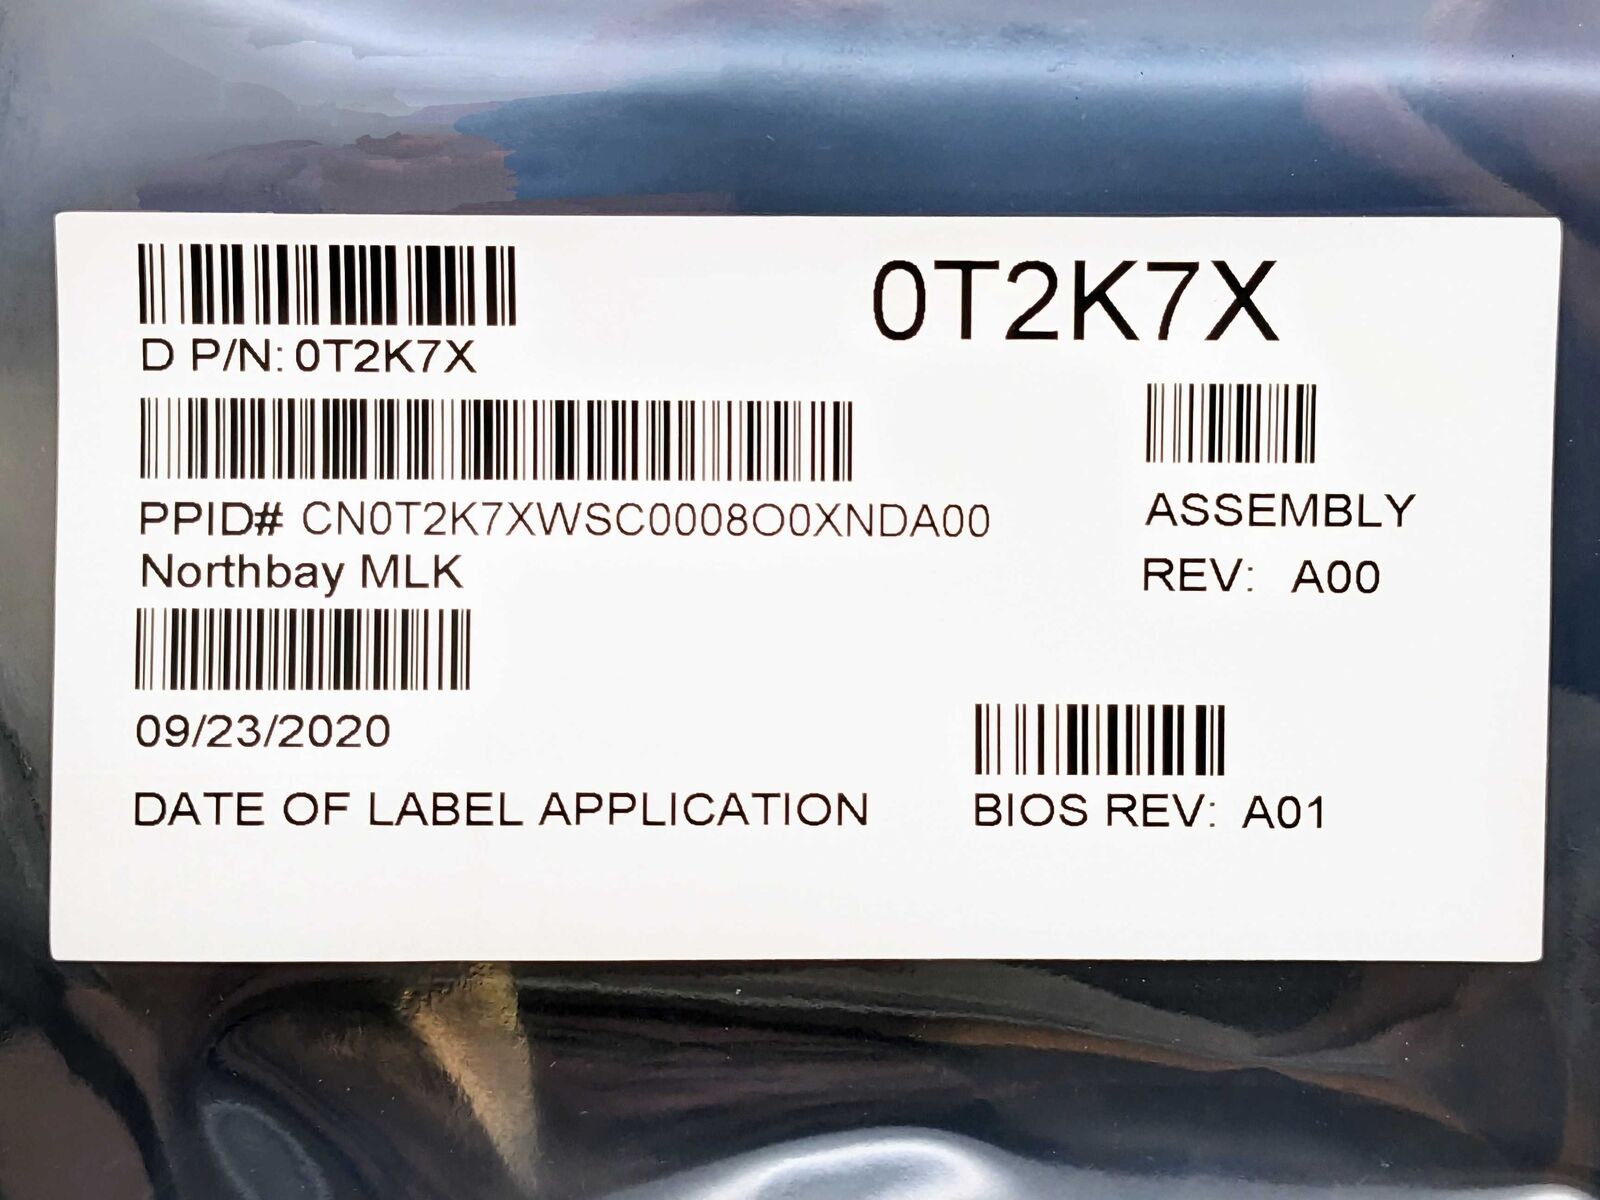 0T2K7X
D P/N: 0T2K7X
PPID# CN0T2K7XWSC0008O0XNDA00
Northbay MLK
ASSEMBLY
REV: A00
09/23/2020
DATE OF LABEL APPLICATION
BIOS REV: A01